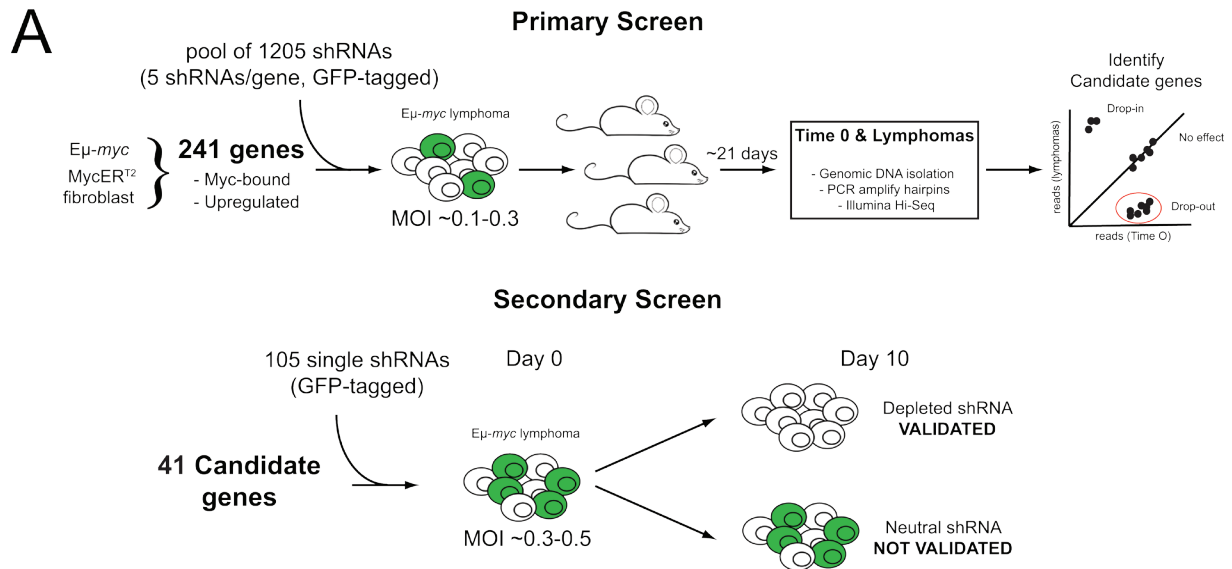 A
Primary Screen
pool of 1205 shRNAs
(5 shRNAs/gene, GFP-tagged)
Eμ-myc
MycERT2
fibroblast
241 genes
- Myc-bound
- Upregulated
Eμ-myc lymphoma
MOI ~0.1-0.3
~21 days
Time 0 & Lymphomas
- Genomic DNA isolation
- PCR amplify hairpins
- Illumina Hi-Seq
Identify
Candidate genes
Drop-in
No effect
Drop-out
reads (lymphomas)
reads (Time O)
Secondary Screen
105 single shRNAs
(GFP-tagged)
Day 0
Day 10
41 Candidate
genes
Eμ-myc lymphoma
MOI ~0.3-0.5
Depleted shRNA
VALIDATED
Neutral shRNA
NOT VALIDATED